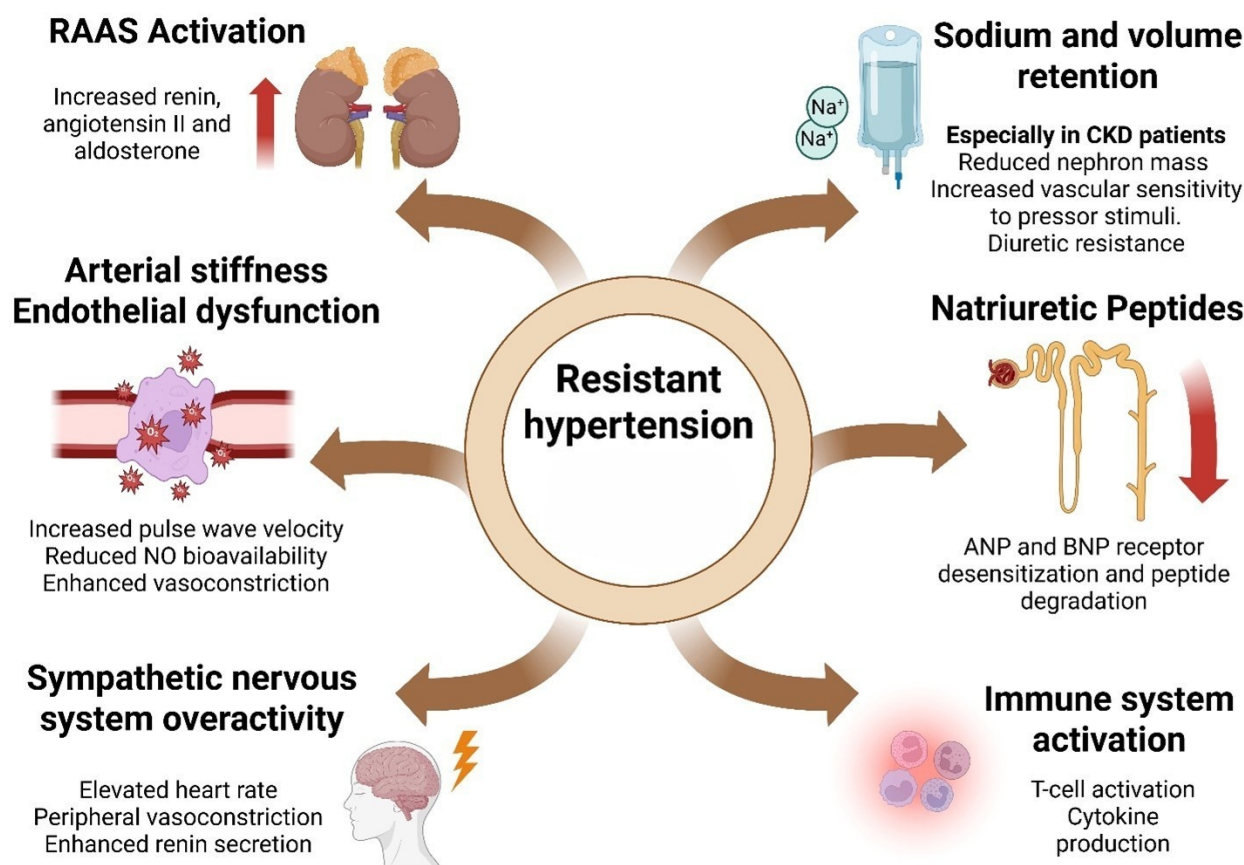 RAAS Activation
Increased renin,
angiotensin II and
aldosterone
Sodium and volume
retention
Na⁺
Na⁺
Especially in CKD patients
Reduced nephron mass
Increased vascular sensitivity
to pressor stimuli.
Diuretic resistance
Arterial stiffness
Endothelial dysfunction
Increased pulse wave velocity
Reduced NO bioavailability
Enhanced vasoconstriction
Resistant
hypertension
Natriuretic Peptides
ANP and BNP receptor
desensitization and peptide
degradation
Sympathetic nervous
system overactivity
Elevated heart rate
Peripheral vasoconstriction
Enhanced renin secretion
Immune system
activation
T-cell activation
Cytokine
production